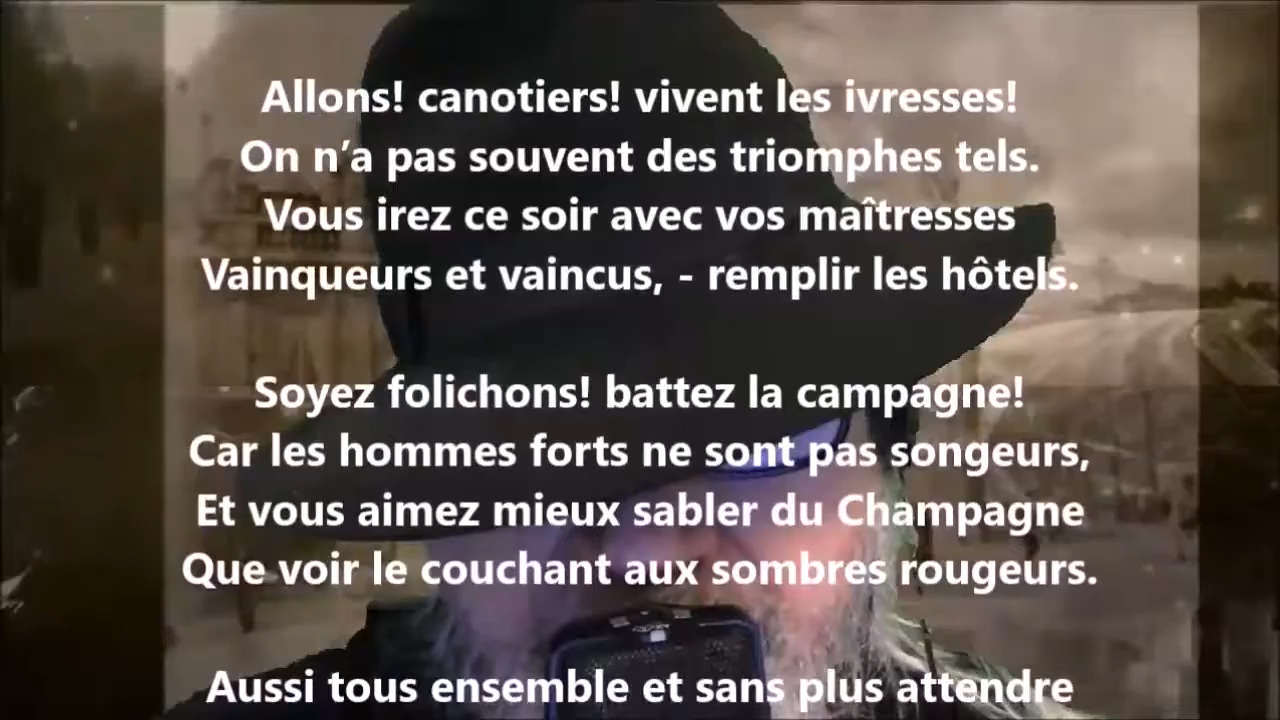 Allons! canotiers! vivent les ivresses!
On n’a pas souvent des triomphes tels.
Vous irez ce soir avec vos maîtresses
Vainqueurs et vaincus, - remplir les hôtels.
Soyez folichons! battez la campagne!
Car les hommes forts ne sont pas songeurs,
Et vous aimez mieux sabler du Champagne
Que voir le couchant aux sombres rougeurs.
Aussi tous ensemble et sans plus attendre